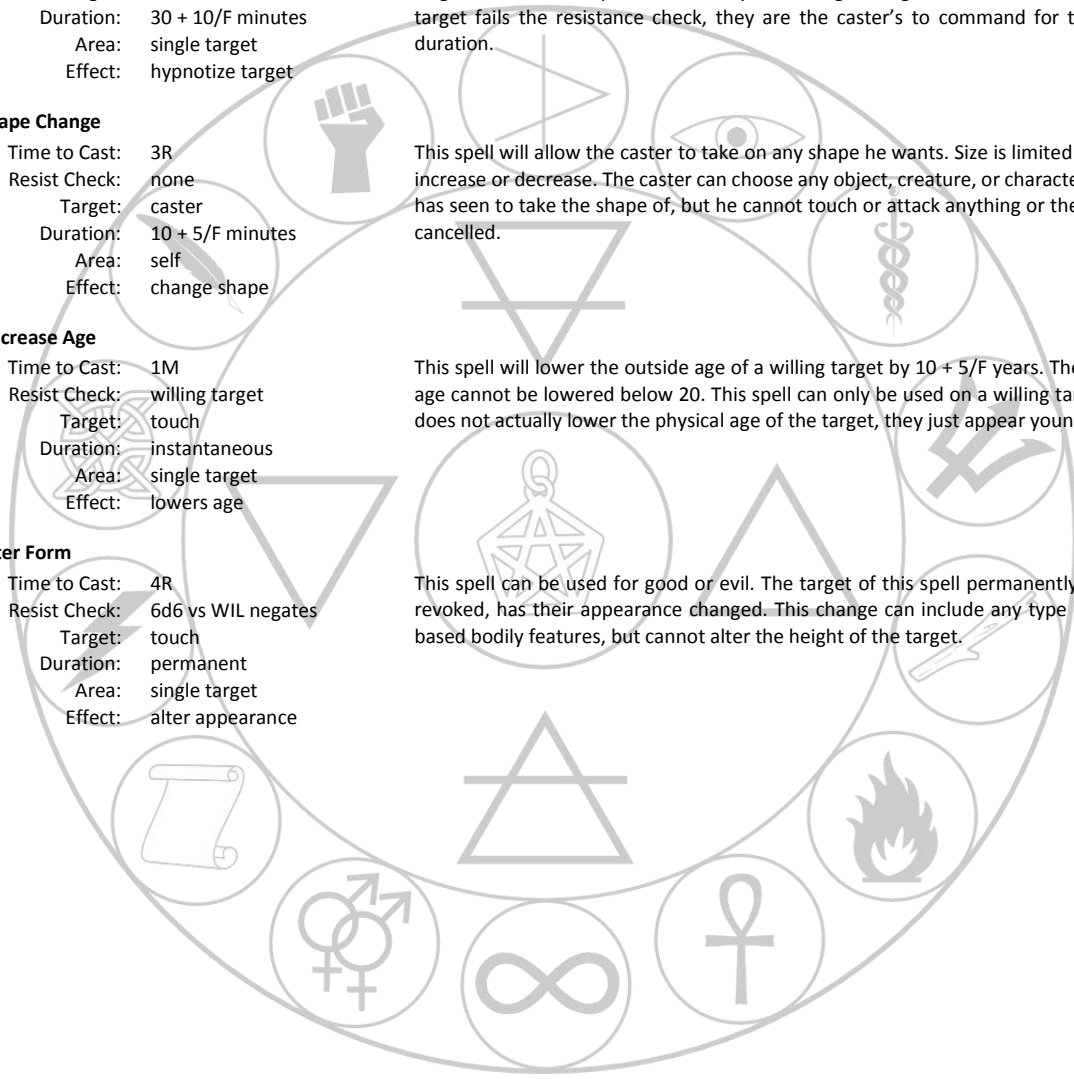 Duration: 30 + 10/F minutes
target fails the resistance check, they are the caster's to command for t
Area: single target
duration.
Effect: hypnotize target
ape Change
Time to Cast: 3R
This spell will allow the caster to take on any shape he wants. Size is limited
Resist Check: none
increase or decrease. The caster can choose any object, creature, or characte
Target: caster
has seen to take the shape of, but he cannot touch or attack anything or the
Duration: 10 + 5/F minutes
cancelled.
Area: self
Effect: change shape
crease Age
Time to Cast: 1M
This spell will lower the outside age of a willing target by 10 + 5/F years. The
Resist Check: willing target
age cannot be lowered below 20. This spell can only be used on a willing tar
Target: touch
does not actually lower the physical age of the target, they just appear youn
Duration: instantaneous
Area: single target
Effect: lowers age
ter Form
Time to Cast: 4R
This spell can be used for good or evil. The target of this spell permanently
Resist Check: 6d6 vs WIL negates
revoked, has their appearance changed. This change can include any type
Target: touch
based bodily features, but cannot alter the height of the target.
Duration: permanent
Area: single target
Effect: alter appearance